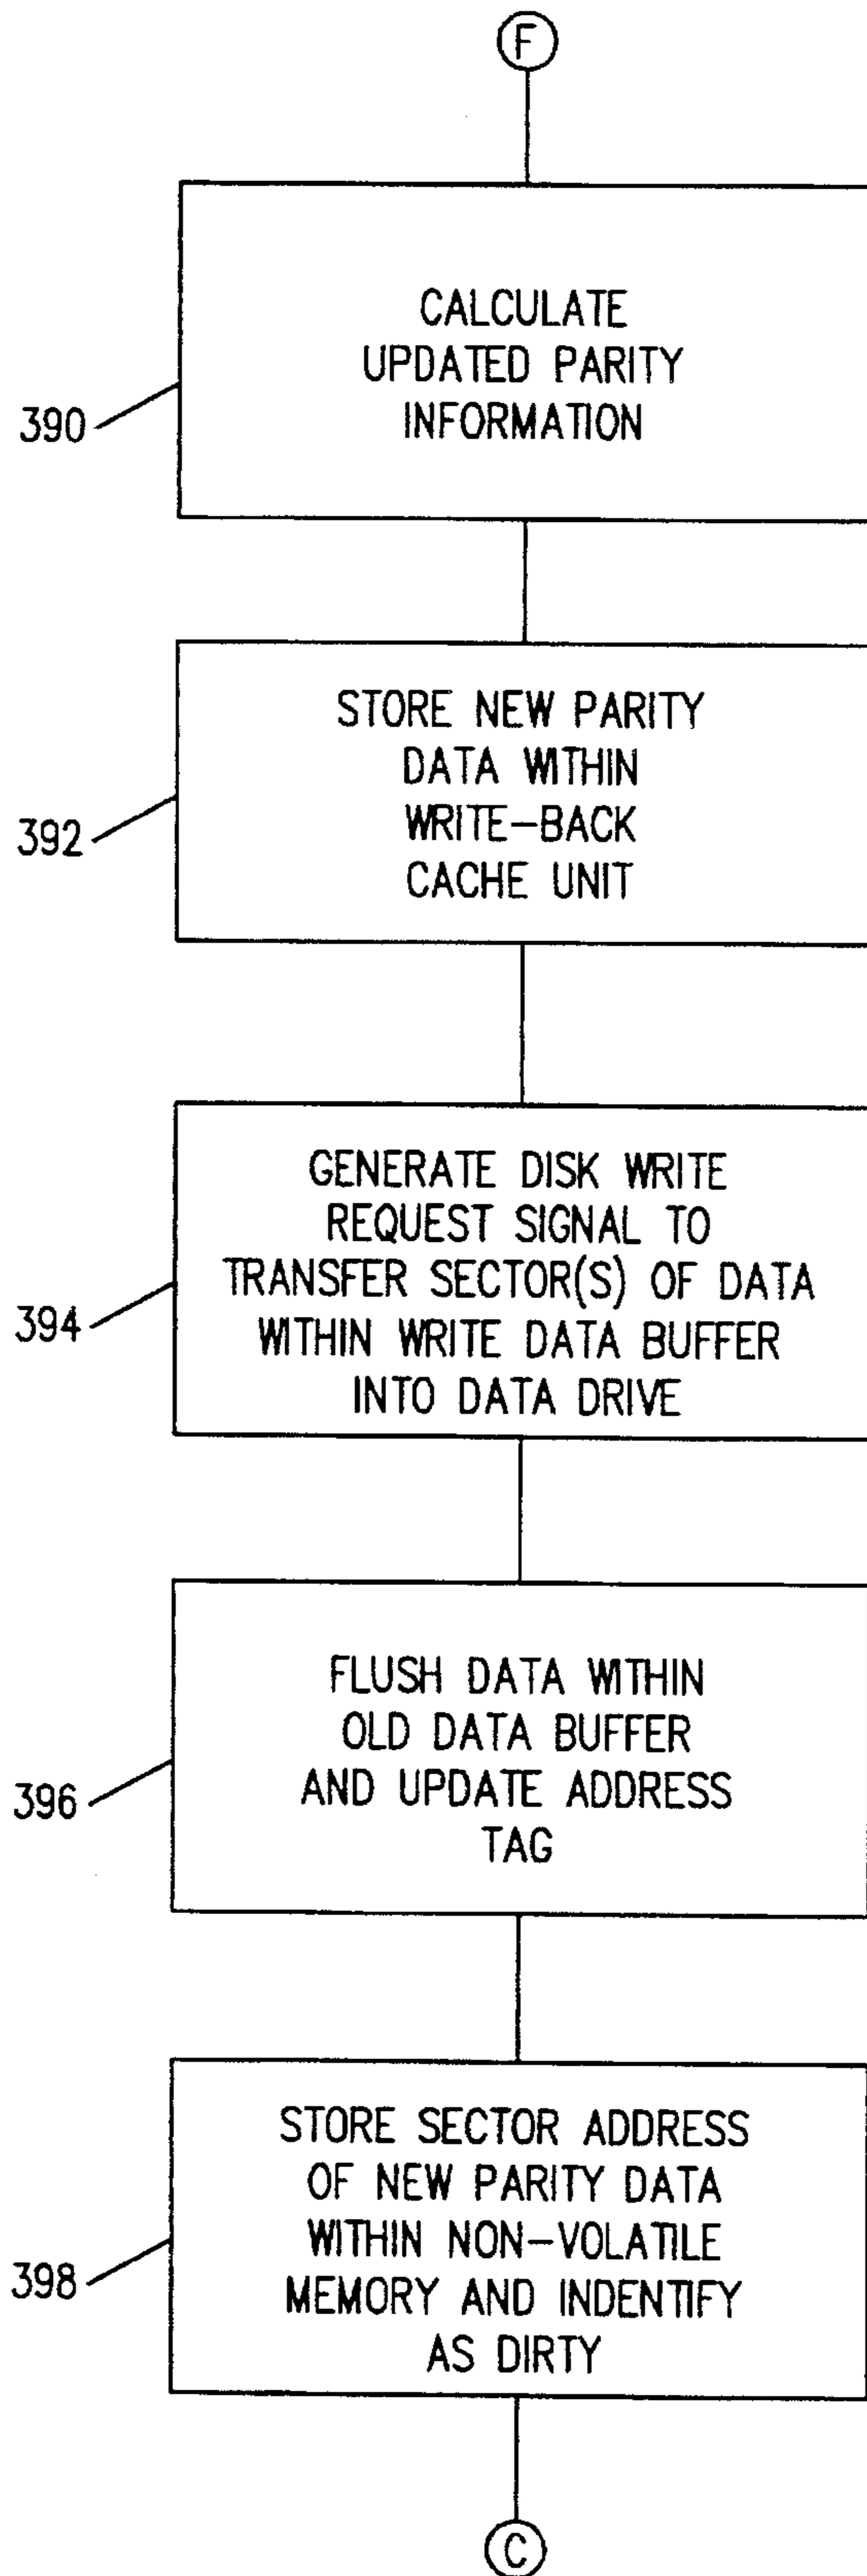 F
CALCULATE
UPDATED PARITY
INFORMATION
390
STORE NEW PARITY
DATA WITHIN
WRITE-BACK
CACHE UNIT
392
GENERATE DISK WRITE
REQUEST SIGNAL TO
TRANSFER SECTOR(S) OF DATA
WITHIN WRITE DATA BUFFER
INTO DATA DRIVE
394
FLUSH DATA WITHIN
OLD DATA BUFFER
AND UPDATE ADDRESS
TAG
396
STORE SECTOR ADDRESS
OF NEW PARITY DATA
WITHIN NON-VOLATILE
MEMORY AND INDENTIFY
AS DIRTY
398
C